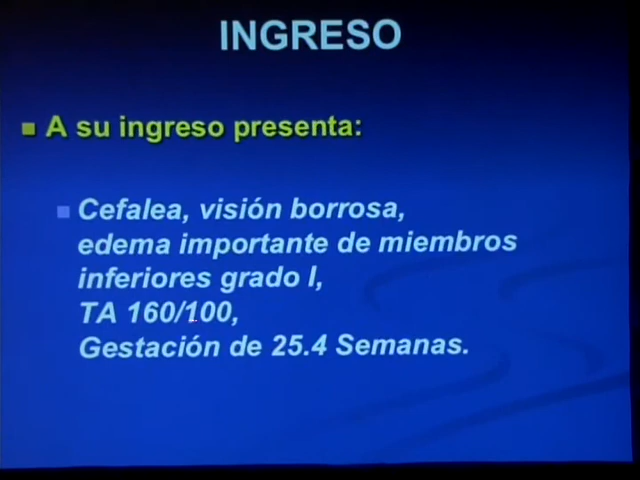 INGRESO
A su ingreso presenta:
Cefalea, visión borrosa,
edema importante de miembros
inferiores grado I,
TA 160/100,
Gestación de 25.4 Semanas.